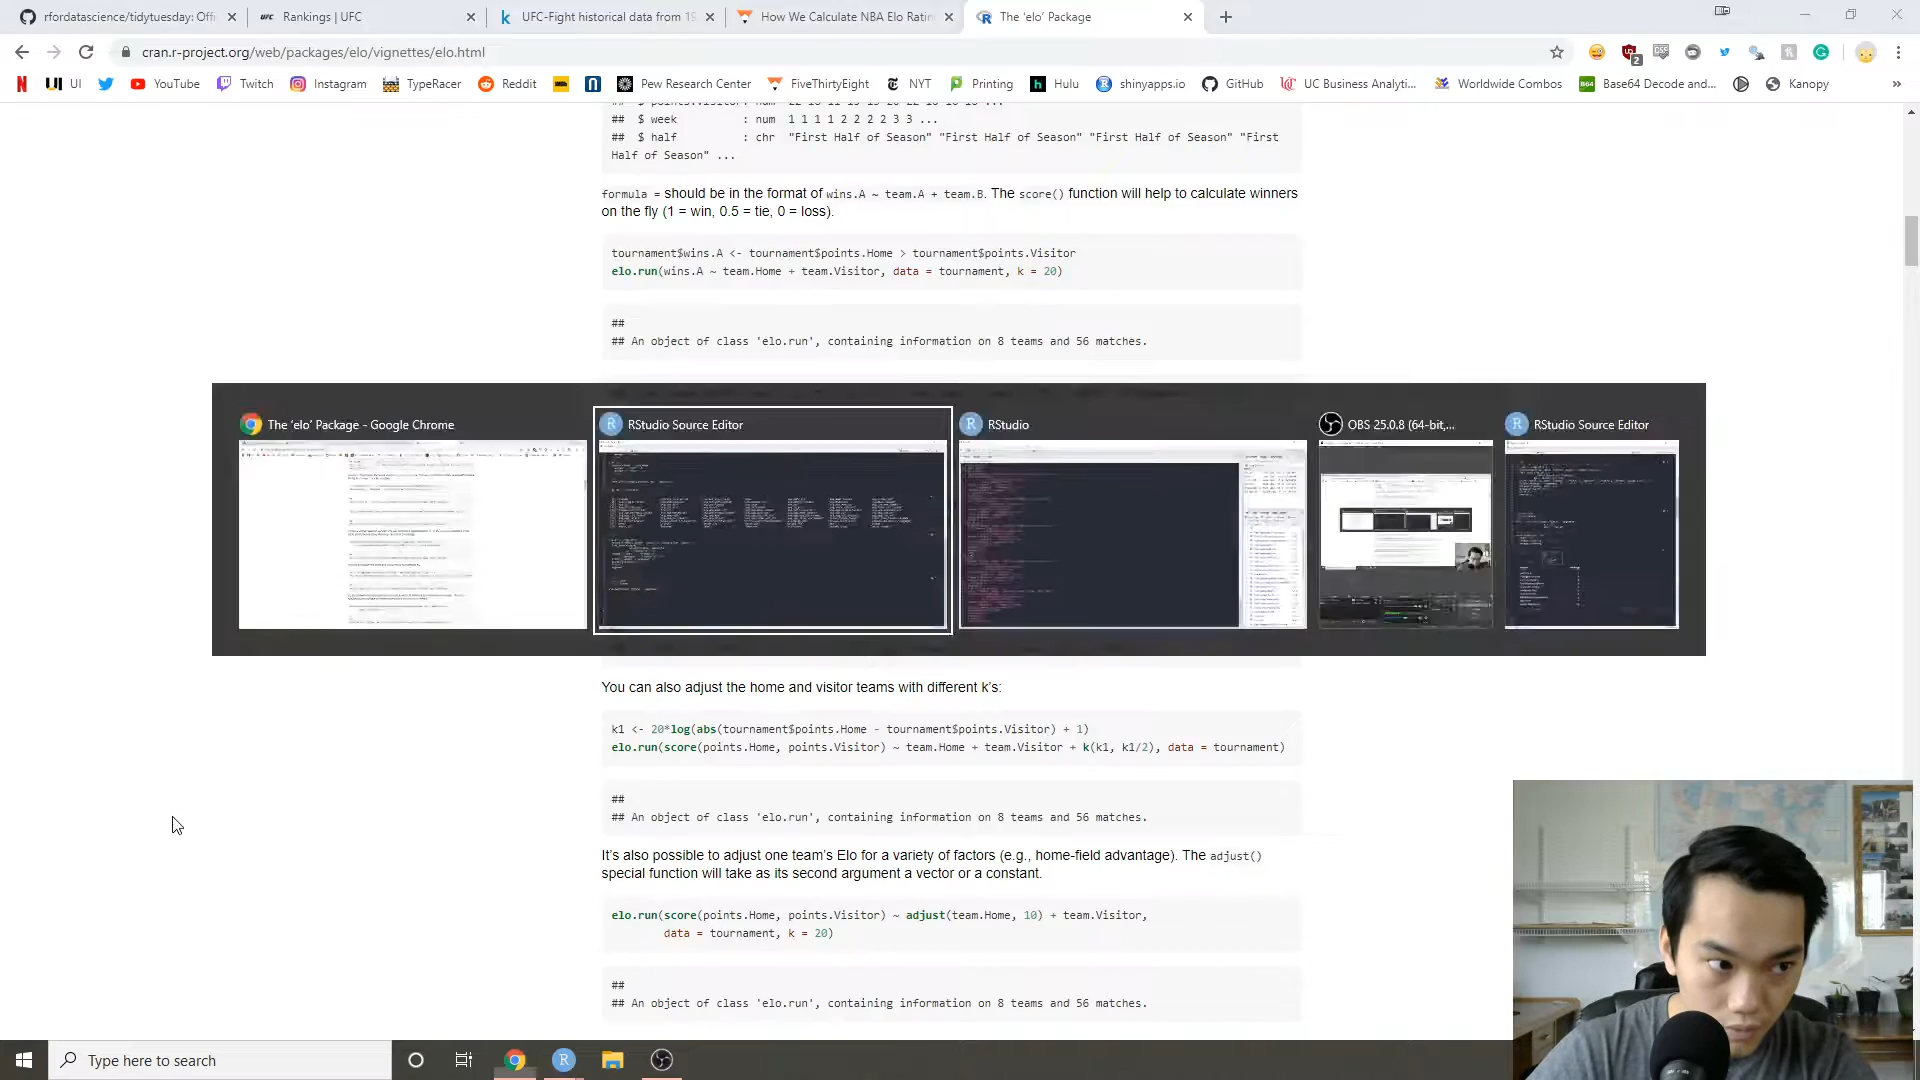 rfordatascience/tidytuesday: Offi
Rankings | UFC
UFC-Fight historical data from 19
How We Calculate NBA Elo Ratin
The 'elo' Package
cran.r-project.org/web/packages/elo/vignettes/elo.html
UI
YouTube
Twitch
Instagram
TypeRacer
Reddit
Pew Research Center
FiveThirtyEight
NYT
Printing
Hulu
shinyapps.io
GitHub
UC Business Analyti...
Worldwide Combos
Base64 Decode and...
Kanopy
## $ week : num 1 1 1 1 2 2 2 2 3 3 ...
## $ half : chr "First Half of Season" "First Half of Season" "First Half of Season" "First
Half of Season" ...
formula = should be in the format of wins.A ~ team.A + team.B. The score() function will help to calculate winners
on the fly (1 = win, 0.5 = tie, 0 = loss).
tournament$wins.A <- tournament$points.Home > tournament$points.Visitor
elo.run(wins.A ~ team.Home + team.Visitor, data = tournament, k = 20)
##
## An object of class 'elo.run', containing information on 8 teams and 56 matches.
The 'elo' Package - Google Chrome
RStudio Source Editor
RStudio
OBS 25.0.8 (64-bit,...
RStudio Source Editor
You can also adjust the home and visitor teams with different k's:
k1 <- 20*log(abs(tournament$points.Home - tournament$points.Visitor) + 1)
elo.run(score(points.Home, points.Visitor) ~ team.Home + team.Visitor + k(k1, k1/2), data = tournament)
##
## An object of class 'elo.run', containing information on 8 teams and 56 matches.
It's also possible to adjust one team's Elo for a variety of factors (e.g., home-field advantage). The adjust()
special function will take as its second argument a vector or a constant.
elo.run(score(points.Home, points.Visitor) ~ adjust(team.Home, 10) + team.Visitor,
data = tournament, k = 20)
##
## An object of class 'elo.run', containing information on 8 teams and 56 matches.
Type here to search